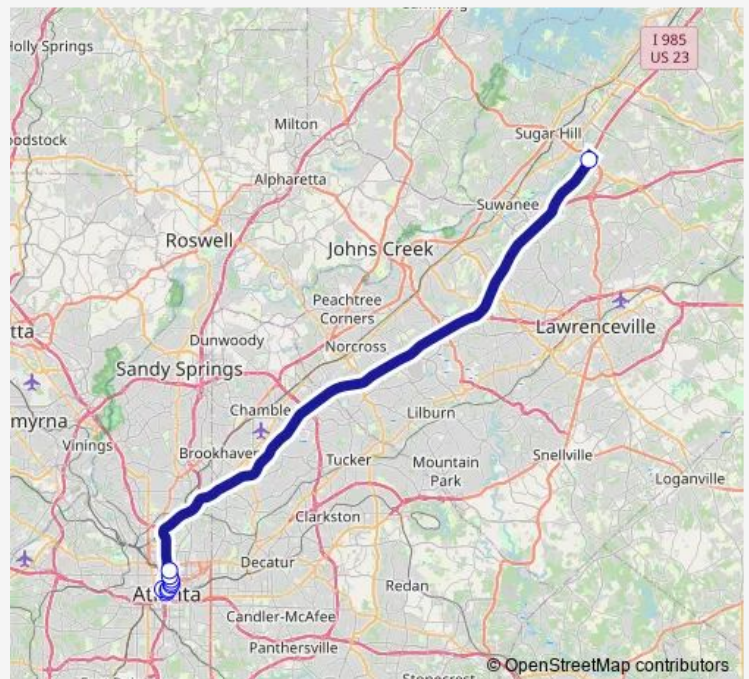 Holly Springs
I 985
US 23
Milton
Sugar Hill
oodstock
Alpharetta
Suwanee
Roswell
Johns Creek
Peachtree
Corners
Lawrenceville
tta
Dunwoody
Norcross
Sandy Springs
Chamble
Lilburn
myrna
Vinings
Brookhaven
Tucker
Mountain
Park
Snellville
Loganville
Clarkston
Decatur
Atlanta
Redan
Candler-McAfee
Panthersville
© OpenStreetMap contributors